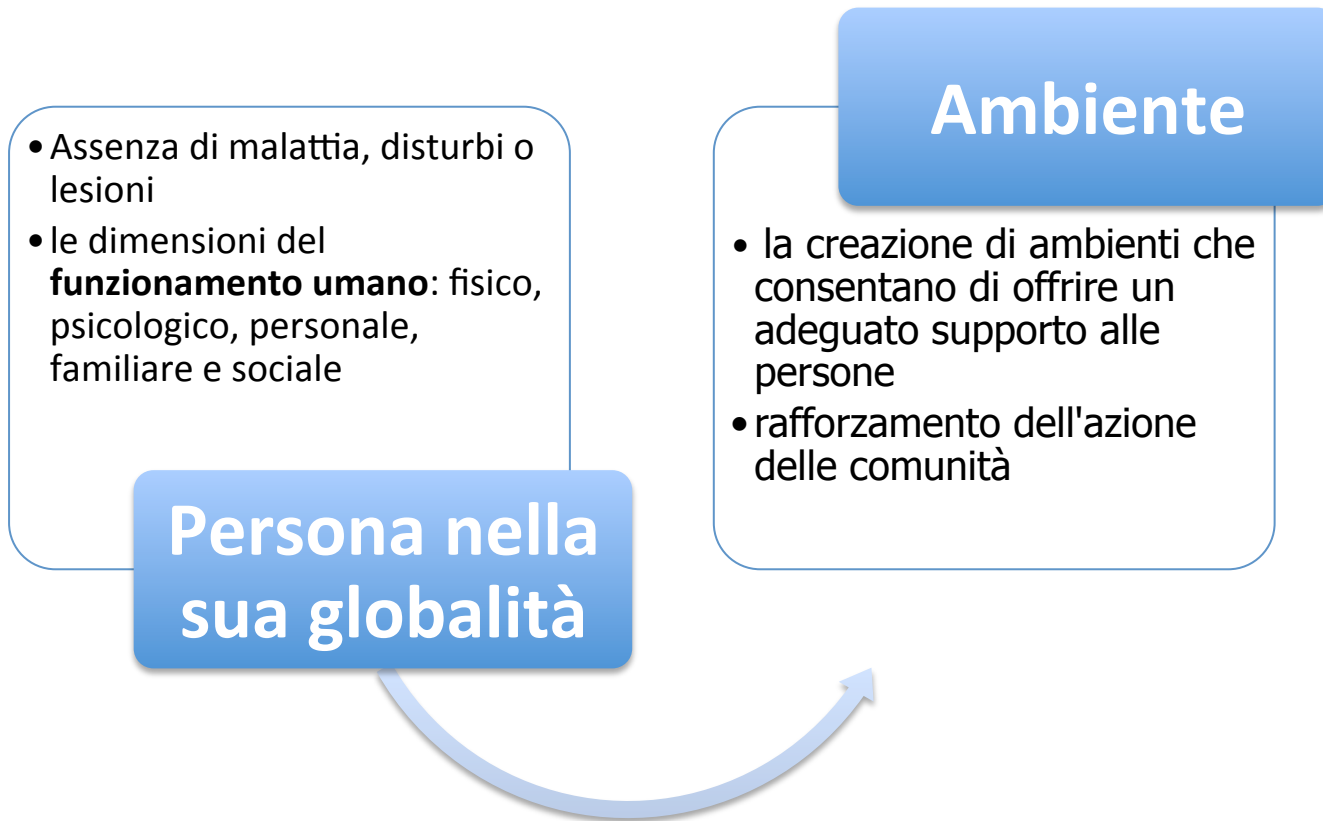 • Assenza di malattia, disturbi o
lesioni
• le dimensioni del
funzionamento umano: fisico,
psicologico, personale,
familiare e sociale
Persona nella
sua globalità
Ambiente
• la creazione di ambienti che
consentano di offrire un
adeguato supporto alle
persone
• rafforzamento dell'azione
delle comunità